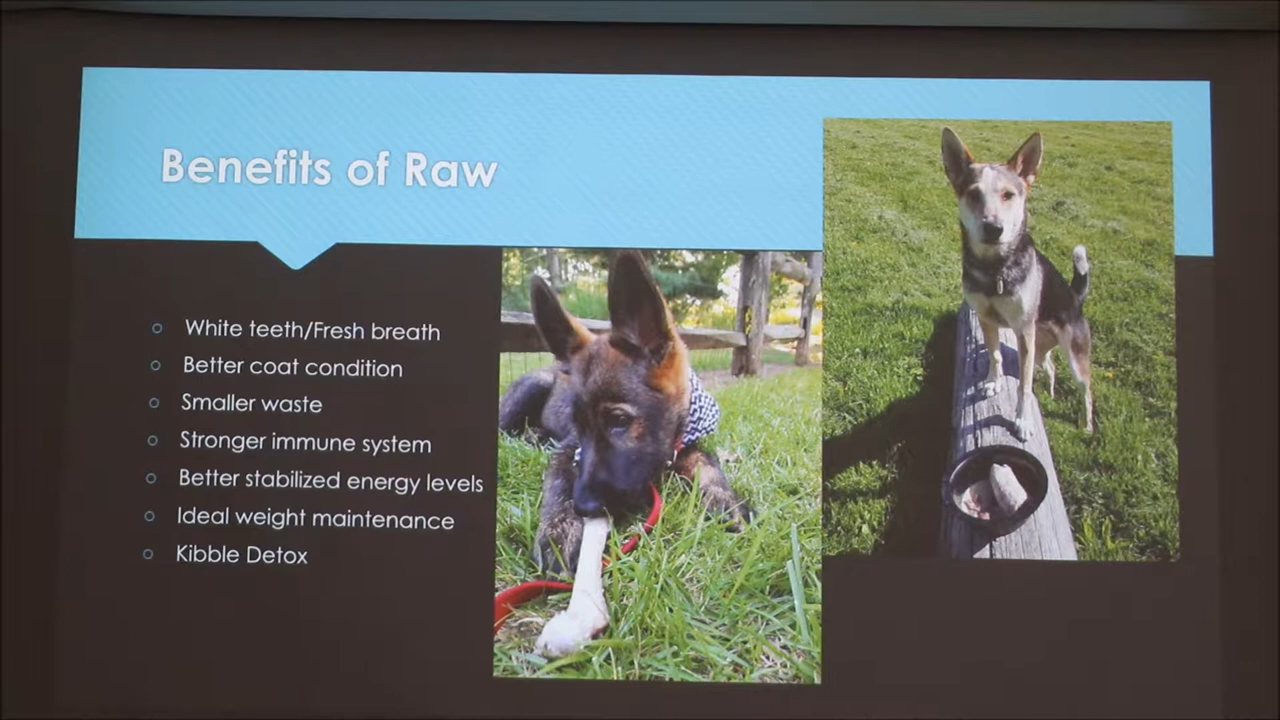 Benefits of Raw
White teeth/Fresh breath
Better coat condition
Smaller waste
Stronger immune system
Better stabilized energy levels
Ideal weight maintenance
Kibble Detox